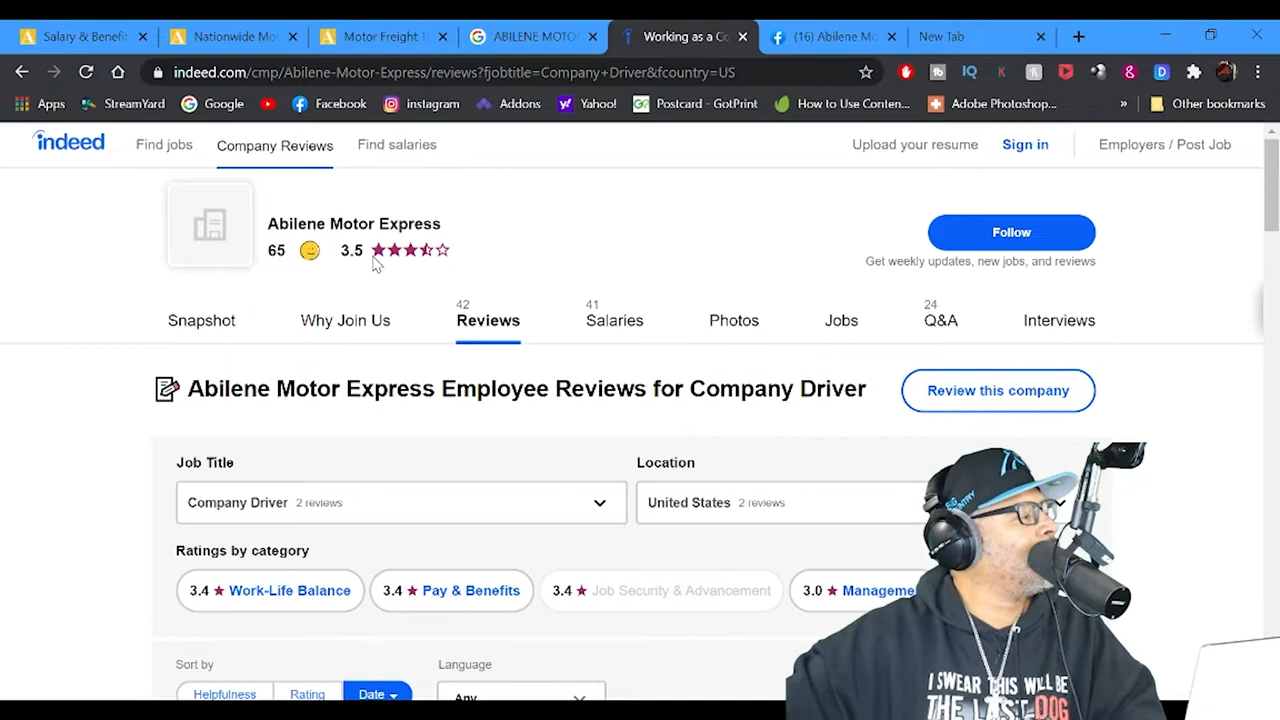 Salary & Benefit
Nationwide Mo
Motor Freight T
ABILENE MOTO
Working as a Co
(16) Abilene M
New Tab
indeed.com/cmp/Abilene-Motor-Express/reviews?fjobtitle=Company+Driver&fcountry=US
Apps
StreamYard
Google
Facebook
instagram
Addons
Yahoo!
Postcard - GotPrint
How to Use Conten...
Adobe Photoshop...
» Other bookmarks
indeed
Find jobs
Company Reviews
Find salaries
Upload your resume
Sign in
Employers / Post Job
Abilene Motor Express
65 3.5
Follow
Get weekly updates, new jobs, and reviews
Snapshot
Why Join Us
42
Reviews
41
Salaries
Photos
Jobs
24
Q&A
Interviews
Abilene Motor Express Employee Reviews for Company Driver
Review this company
Job Title
Location
Company Driver 2 reviews
United States 2 reviews
Ratings by category
3.4 ★ Work-Life Balance
3.4 ★ Pay & Benefits
3.4 ★ Job Security & Advancement
3.0 ★ Manageme
Sort by
Language
Helpfulness
Rating
Date
Any
I SWEAR THIS WILL BE
THE LAST DOG